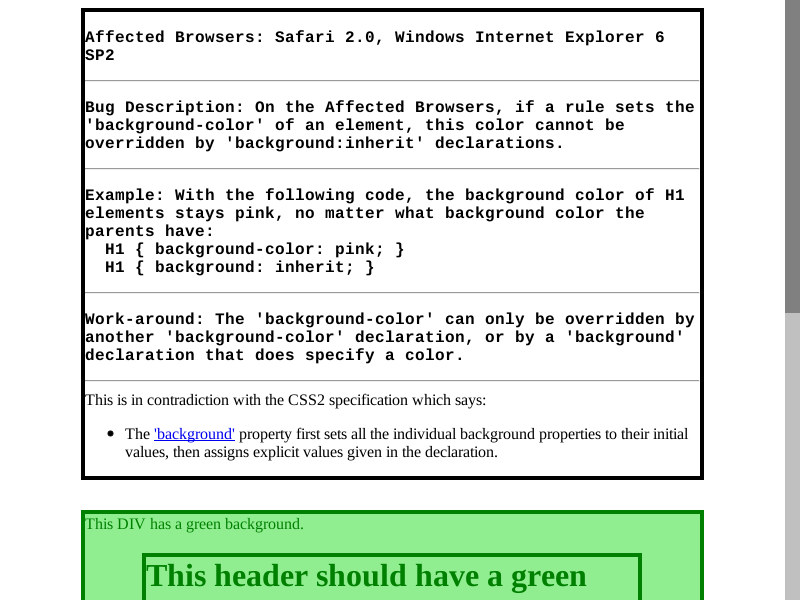 Affected Browsers: Safari 2.0, Windows Internet Explorer 6
SP2
Bug Description: On the Affected Browsers, if a rule sets the
'background-color' of an element, this color cannot be
overridden by 'background:inherit' declarations.
Example: With the following code, the background color of H1
elements stays pink, no matter what background color the
parents have:
H1 { background-color: pink; }
H1 { background: inherit; }
Work-around: The 'background-color' can only be overridden by
another 'background-color' declaration, or by a 'background'
declaration that does specify a color.
This is in contradiction with the CSS2 specification which says:
• The 'background' property first sets all the individual background properties to their initial
values, then assigns explicit values given in the declaration.
This DIV has a green background.
This header should have a green